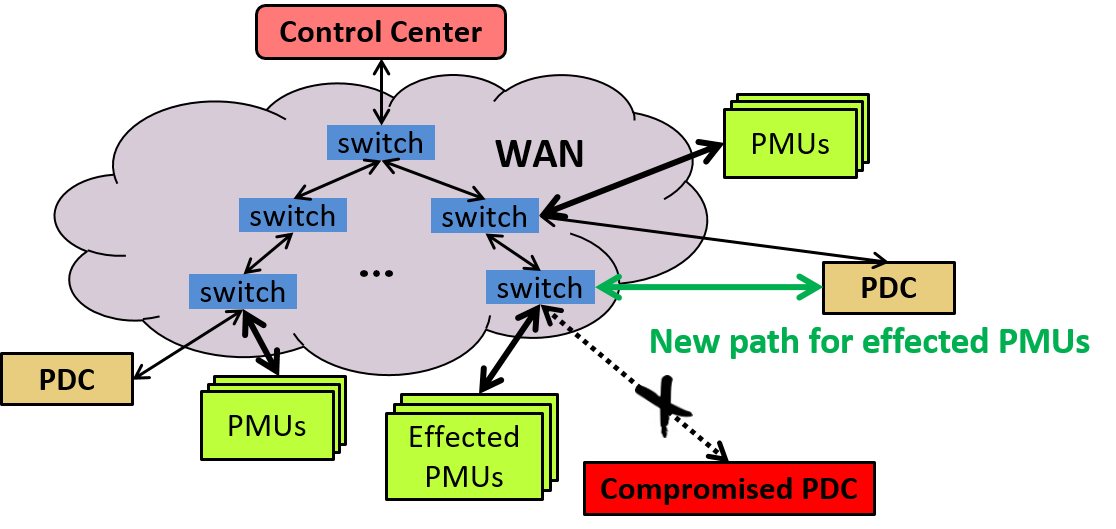 Control Center
switch
WAN
PMUs
switch
switch
...
switch
switch
PDC
New path for effected PMUs
PDC
PMUs
Effected
PMUs
Compromised PDC